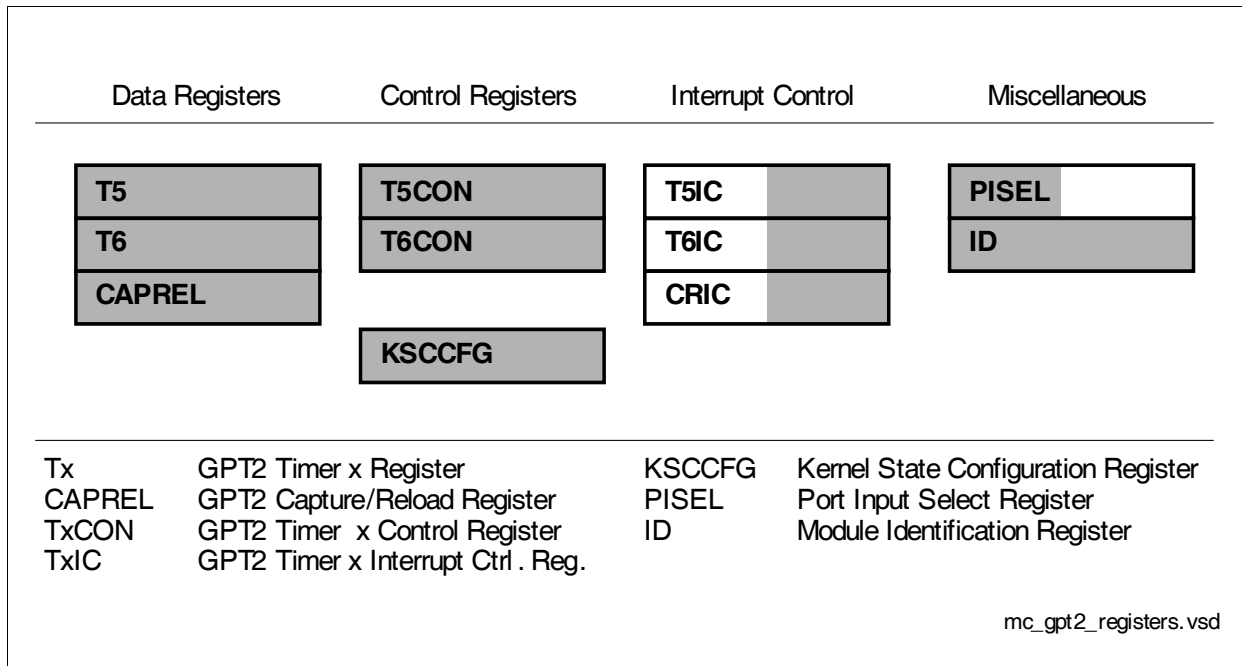 Data Registers Control Registers Interrupt Control Miscellaneous
T5 T5CON T5IC PISEL
T6 T6CON T6IC ID
CAPREL CRIC
KSCCFG
Tx GPT2 Timer x Register KSCCFG Kernel State Configuration Register
CAPREL GPT2 Capture/Reload Register PISEL Port Input Select Register
TxCON GPT2 Timer x Control Register ID Module Identification Register
TxIC GPT2 Timer x Interrupt Ctrl . Reg.
mc_gpt2_registers.vsd